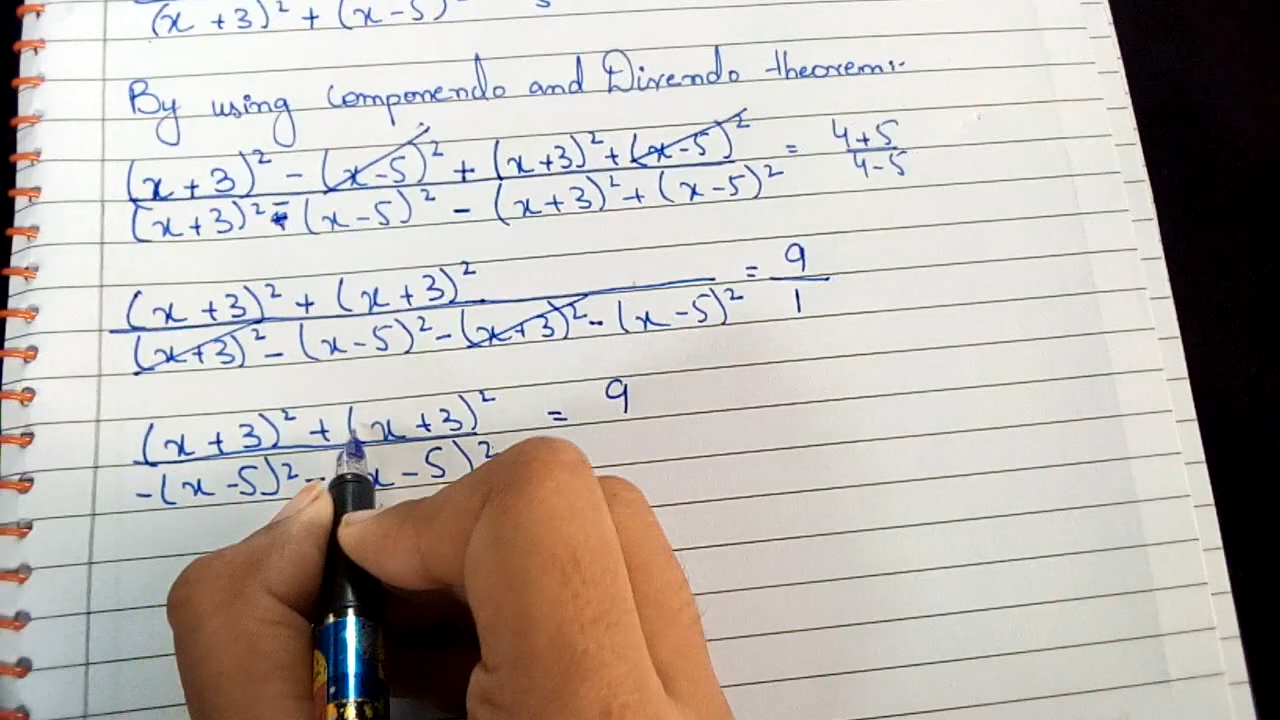 (x + 3)² + (x - 5)
By using componendo and Divendo theorem:-
(x + 3)² - (x - 5)² + (x + 3)² + (x - 5)² / (x + 3)² - (x - 5)² - (x + 3)² + (x - 5)² = 4 + 5 / 4 - 5
(x + 3)² + (x + 3)² / (x + 3)² - (x - 5)² - (x + 3)² - (x - 5)² = 9 / 1
(x + 3)² + (x + 3)² / -(x - 5)² - x - 5)² = 9